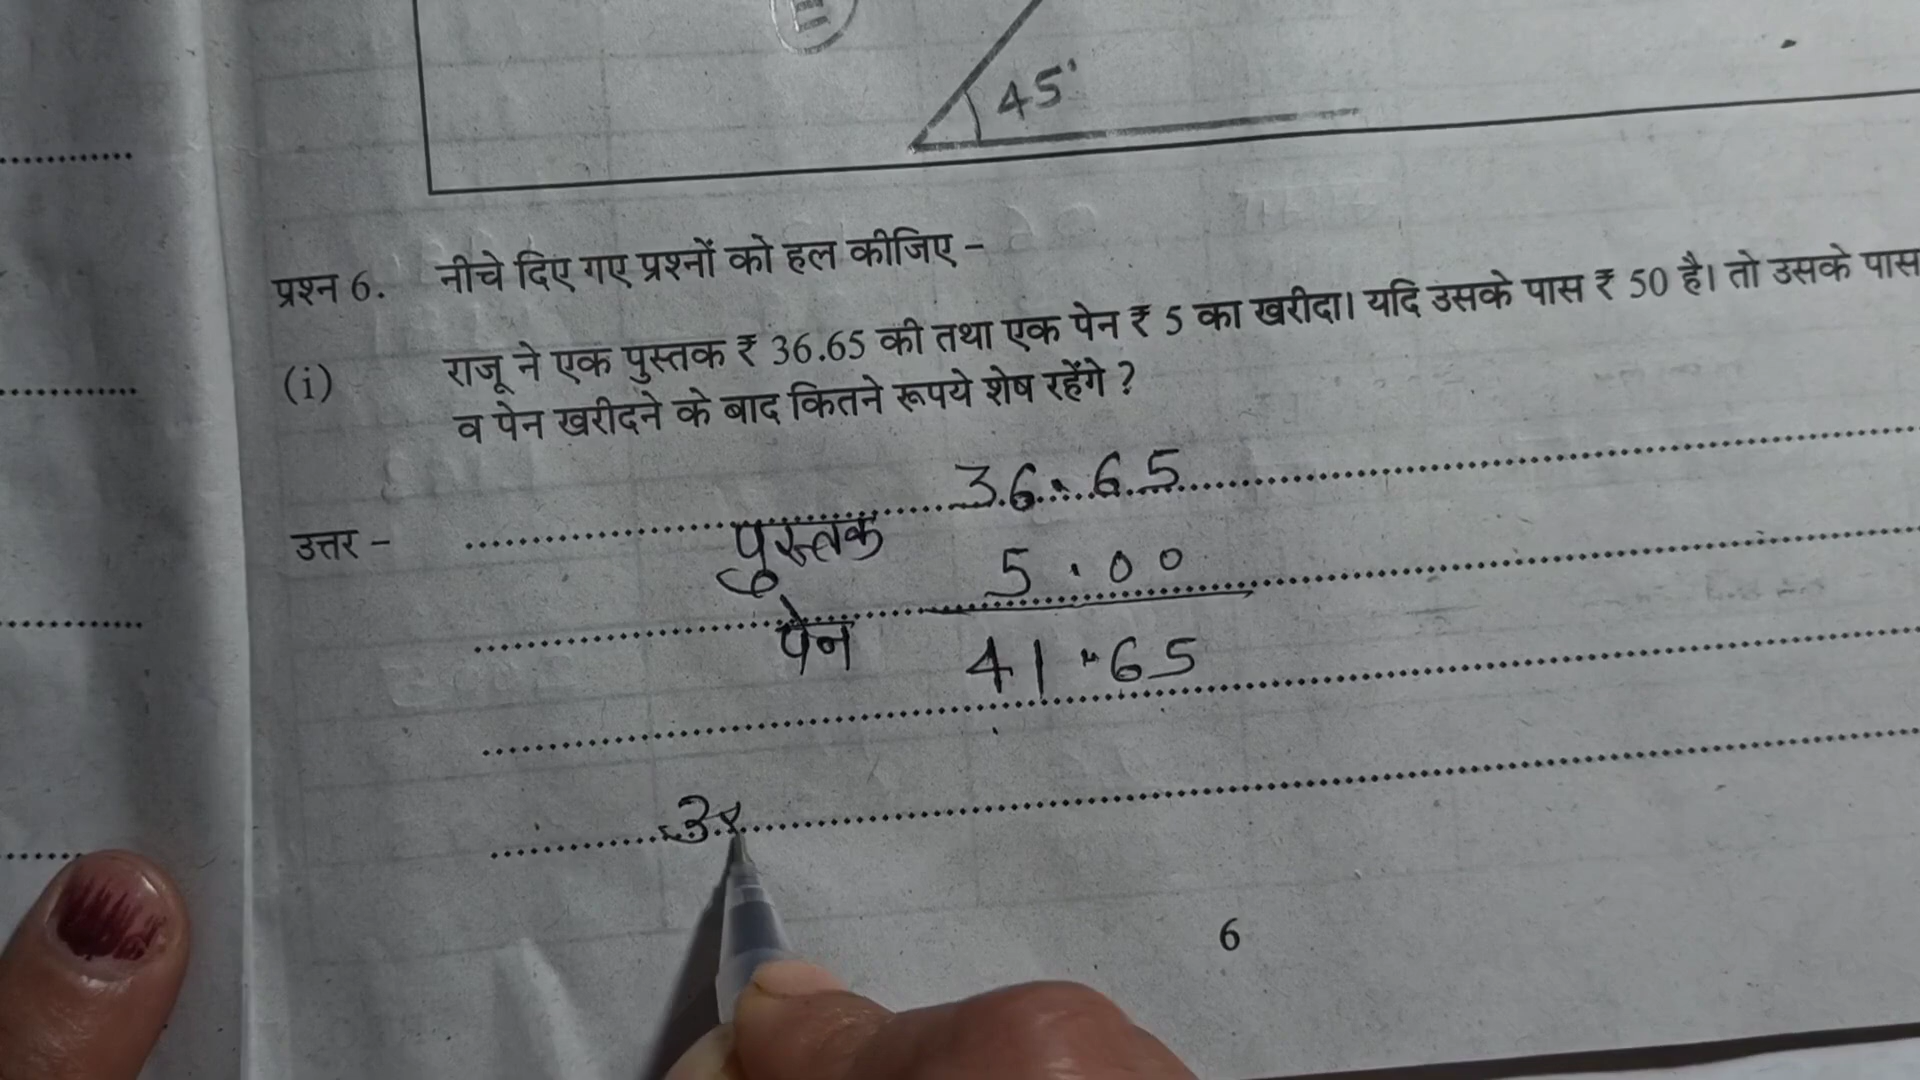 E
45°
प्रश्न 6. नीचे दिए गए प्रश्नों को हल कीजिए –
(i) राजू ने एक पुस्तक ₹ 36.65 की तथा एक पेन ₹ 5 का खरीदा। यदि उसके पास ₹ 50 है। तो उसके पास
व पेन खरीदने के बाद कितने रूपये शेष रहेंगे ?
उत्तर –
पुस्तक 36.65
पेन 5.00
41.65
6